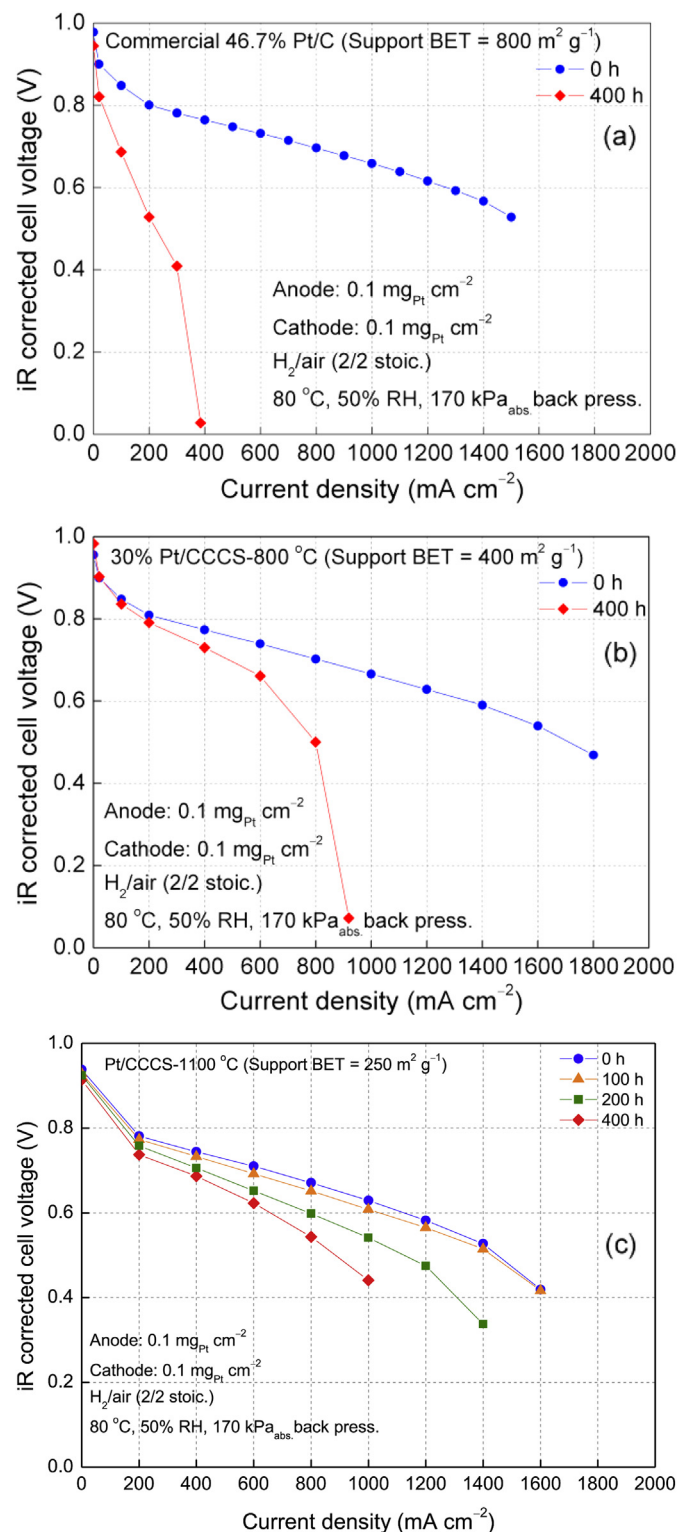 Commercial 46.7% Pt/C (Support BET = 800 m² g⁻¹)
0 h
400 h
(a)
Anode: 0.1 mgPt cm⁻²
Cathode: 0.1 mgPt cm⁻²
H₂/air (2/2 stoic.)
80 °C, 50% RH, 170 kPaabs. back press.
iR corrected cell voltage (V)
1.0
0.8
0.6
0.4
0.2
0.0
0 200 400 600 800 1000 1200 1400 1600 1800 2000
Current density (mA cm⁻²)
30% Pt/CCCS-800 °C (Support BET = 400 m² g⁻¹)
0 h
400 h
(b)
Anode: 0.1 mgPt cm⁻²
Cathode: 0.1 mgPt cm⁻²
H₂/air (2/2 stoic.)
80 °C, 50% RH, 170 kPaabs. back press.
iR corrected cell voltage (V)
1.0
0.8
0.6
0.4
0.2
0.0
0 200 400 600 800 1000 1200 1400 1600 1800 2000
Current density (mA cm⁻²)
Pt/CCCS-1100 °C (Support BET = 250 m² g⁻¹)
0 h
100 h
200 h
400 h
(c)
Anode: 0.1 mgPt cm⁻²
Cathode: 0.1 mgPt cm⁻²
H₂/air (2/2 stoic.)
80 °C, 50% RH, 170 kPaabs. back press.
iR corrected cell voltage (V)
1.0
0.8
0.6
0.4
0.2
0.0
0 200 400 600 800 1000 1200 1400 1600 1800 2000
Current density (mA cm⁻²)